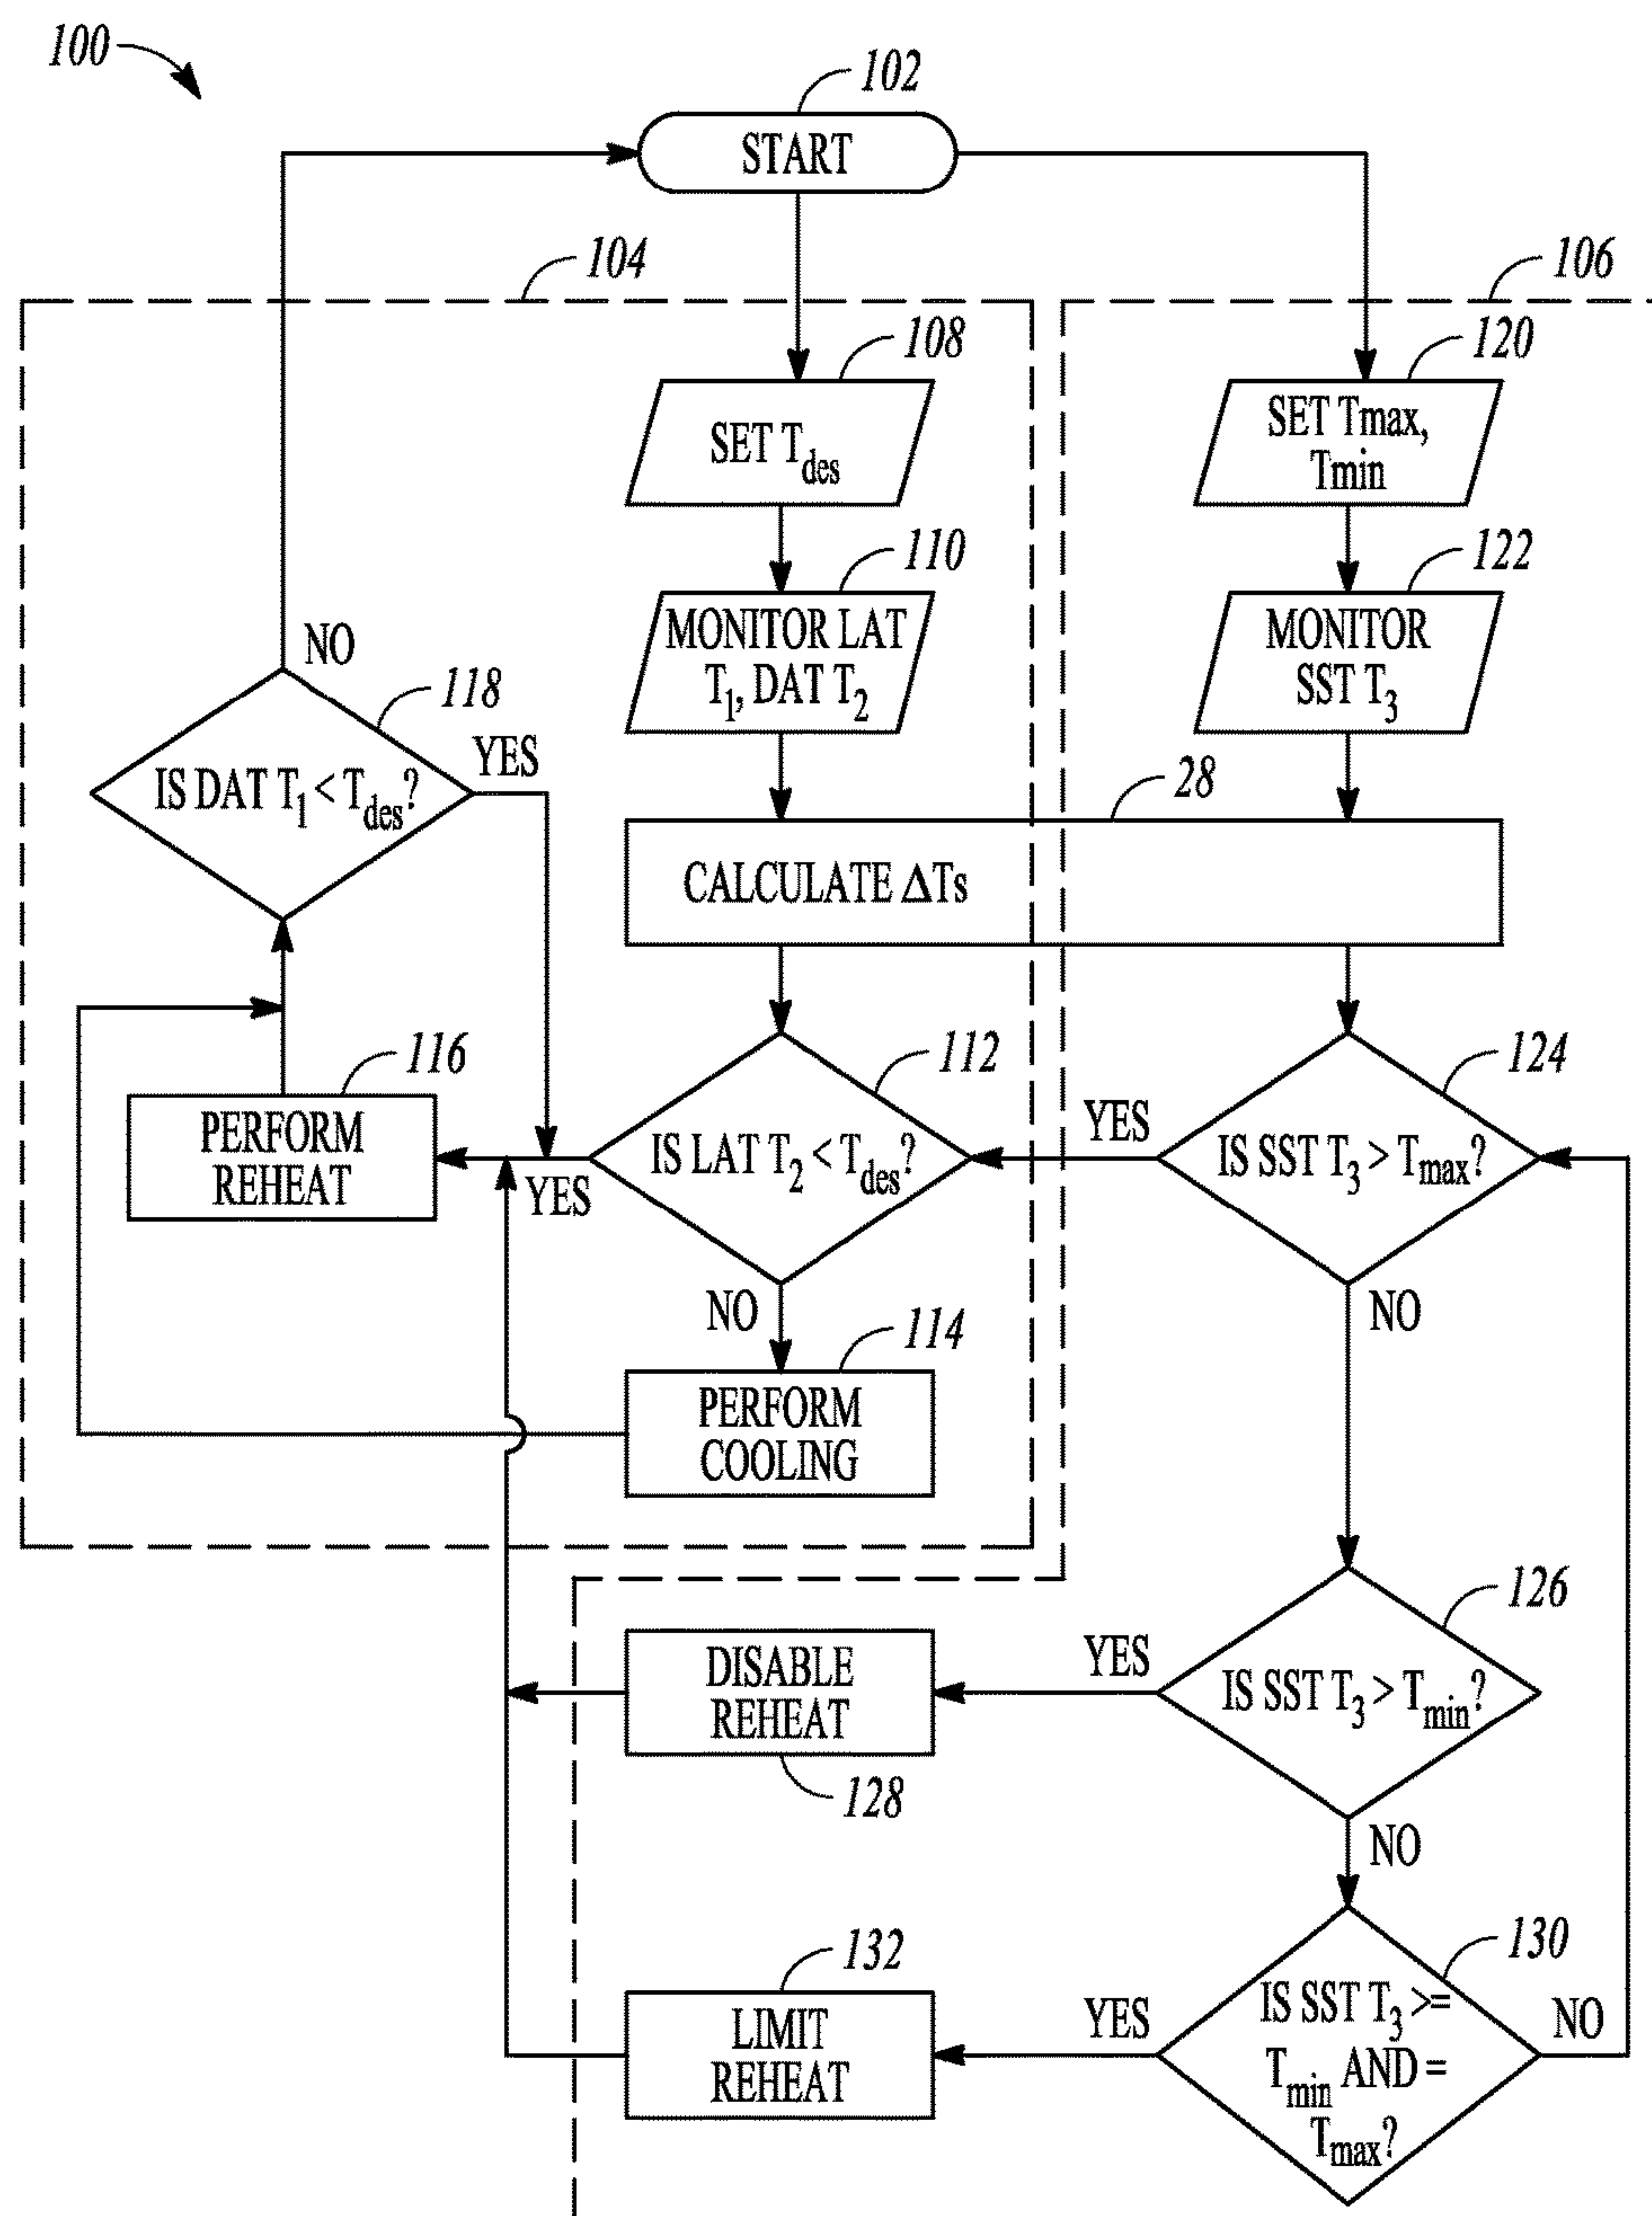 100
102
START
104
106
108
SET Tdes
120
SET Tmax,
Tmin
110
MONITOR LAT
T1, DAT T2
122
MONITOR
SST T3
NO
118
IS DAT T1 < Tdes?
YES
28
CALCULATE ΔTs
116
PERFORM
REHEAT
112
IS LAT T2 < Tdes?
YES
NO
124
IS SST T3 > Tmax?
YES
NO
114
PERFORM
COOLING
126
IS SST T3 > Tmin?
YES
NO
DISABLE
REHEAT
128
130
IS SST T3 >=
Tmin AND =
Tmax?
YES
NO
132
LIMIT
REHEAT